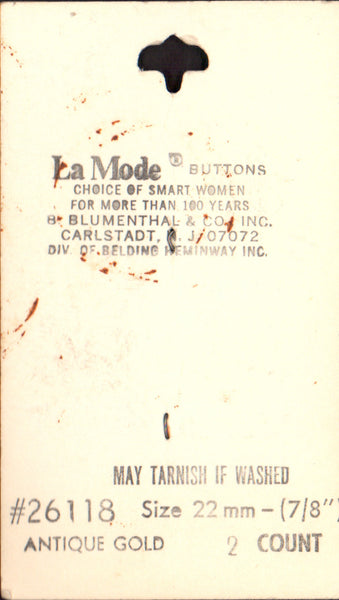 La Mode ® BUTTONS
CHOICE OF SMART WOMEN
FOR MORE THAN 100 YEARS
B. BLUMENTHAL & CO., INC.
CARLSTADT, N. J. 07072
DIV. OF BELDING HEMINWAY INC.
MAY TARNISH IF WASHED
#26118 Size 22 mm – (7/8")
ANTIQUE GOLD 2 COUNT